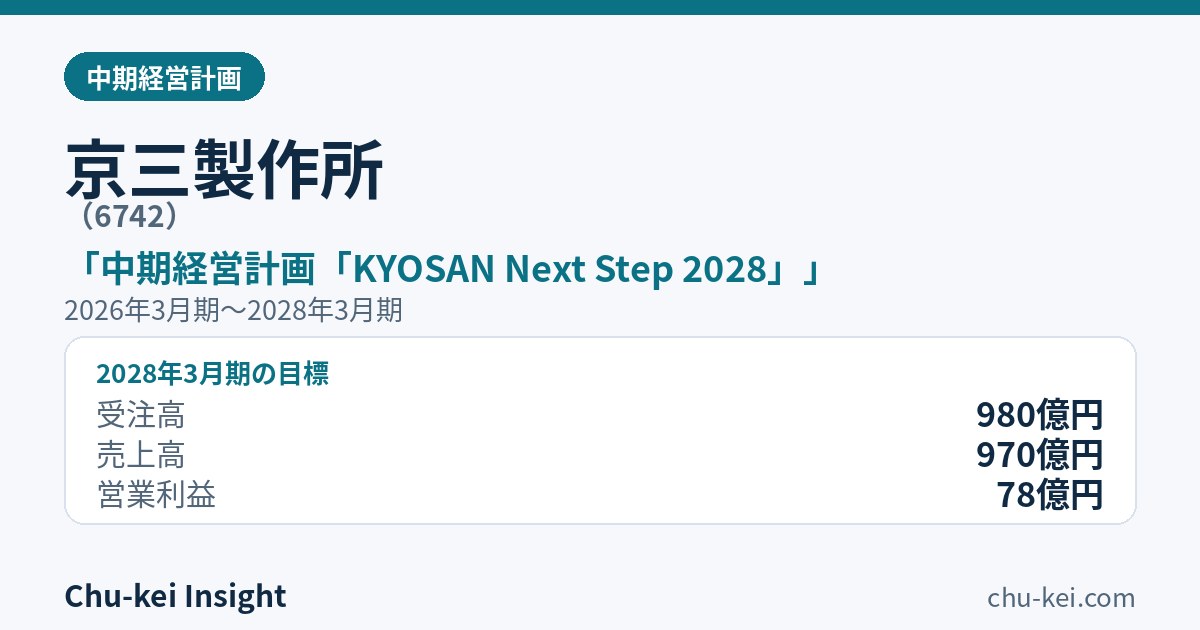 中期経営計画
京三製作所
（6742）
「中期経営計画「KYOSAN Next Step 2028」」
2026年3月期～2028年3月期
2028年3月期の目標
受注高 980億円
売上高 970億円
営業利益 78億円
Chu-kei Insight chu-kei.com